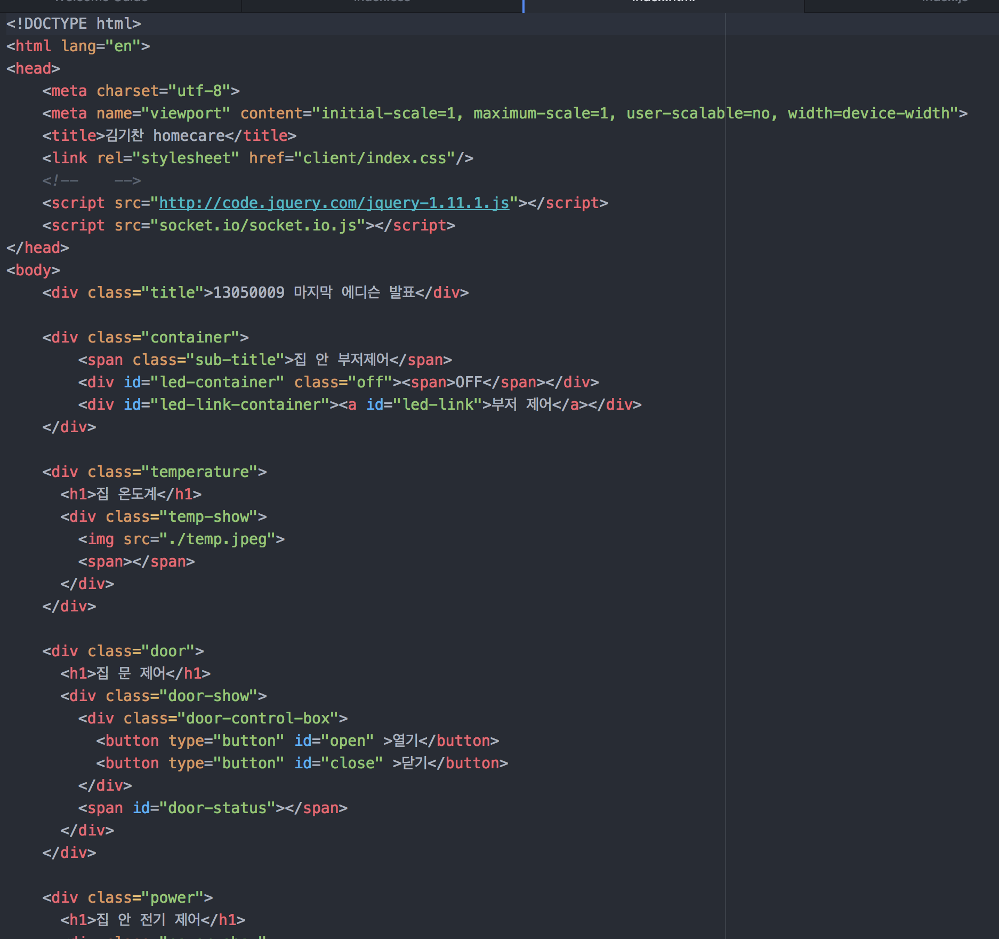 Welcome Guide index.css index.html index.js
<!DOCTYPE html>
<html lang="en">
<head>
    <meta charset="utf-8">
    <meta name="viewport" content="initial-scale=1, maximum-scale=1, user-scalable=no, width=device-width">
    <title>김기찬 homecare</title>
    <link rel="stylesheet" href="client/index.css"/>
    <!--    -->
    <script src="http://code.jquery.com/jquery-1.11.1.js"></script>
    <script src="socket.io/socket.io.js"></script>
</head>
<body>
    <div class="title">13050009 마지막 에디슨 발표</div>

    <div class="container">
        <span class="sub-title">집 안 부저제어</span>
        <div id="led-container" class="off"><span>OFF</span></div>
        <div id="led-link-container"><a id="led-link">부저 제어</a></div>
    </div>

    <div class="temperature">
      <h1>집 온도계</h1>
      <div class="temp-show">
        <img src="./temp.jpeg">
        <span></span>
      </div>
    </div>

    <div class="door">
      <h1>집 문 제어</h1>
      <div class="door-show">
        <div class="door-control-box">
          <button type="button" id="open" >열기</button>
          <button type="button" id="close" >닫기</button>
        </div>
        <span id="door-status"></span>
      </div>
    </div>

    <div class="power">
      <h1>집 안 전기 제어</h1>